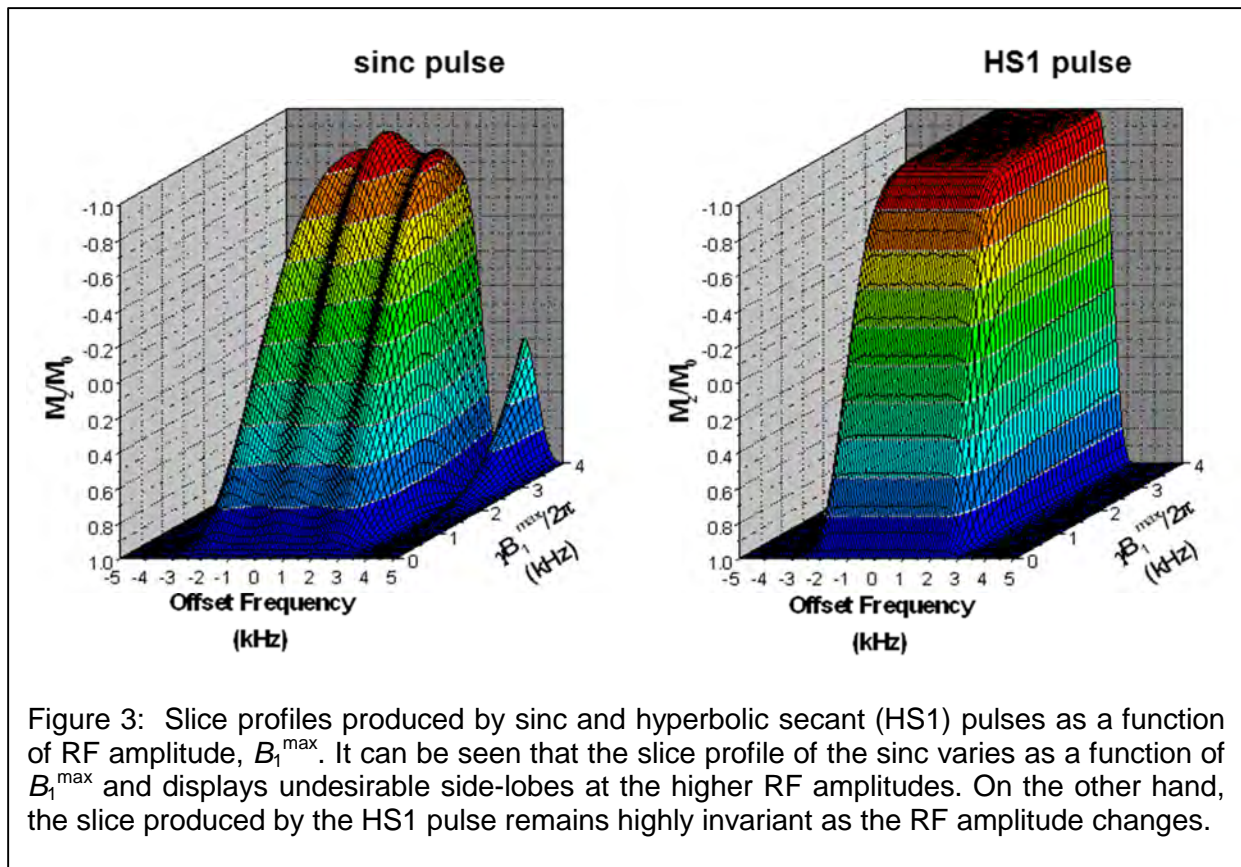 sinc pulse
HS1 pulse
-1.0
-0.8
-0.6
-0.4
-0.2
0.0
0.2
0.4
0.6
0.8
1.0
M_z/M_0
-5 -4 -3 -2 -1 0 1 2 3 4 5
Offset Frequency
(kHz)
0
1
2
3
4
γB₁ᵐᵃˣ/2π
(kHz)
-1.0
-0.8
-0.6
-0.4
-0.2
0.0
0.2
0.4
0.6
0.8
1.0
M_z/M_0
-5 -4 -3 -2 -1 0 1 2 3 4 5
Offset Frequency
(kHz)
0
1
2
3
4
γB₁ᵐᵃˣ/2π
(kHz)
Figure 3: Slice profiles produced by sinc and hyperbolic secant (HS1) pulses as a function
of RF amplitude, B₁ᵐᵃˣ. It can be seen that the slice profile of the sinc varies as a function of
B₁ᵐᵃˣ and displays undesirable side-lobes at the higher RF amplitudes. On the other hand,
the slice produced by the HS1 pulse remains highly invariant as the RF amplitude changes.